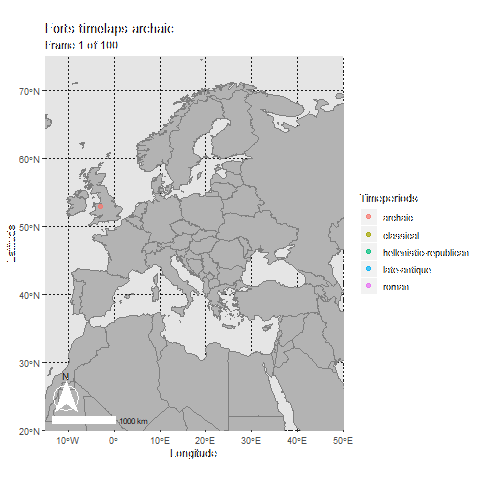 Forts timelaps archaic
Frame 1 of 100
70°N
60°N
50°N
40°N
30°N
20°N
Latitude
N
1000 km
10°W
0°
10°E
20°E
30°E
40°E
50°E
Longitude
Timeperiods
archaic
classical
hellenistic-republican
late-antique
roman